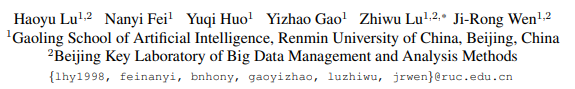 Haoyu Lu1,2 Nanyi Fei1 Yuqi Huo1 Yizhao Gao1 Zhiwu Lu1,2,* Ji-Rong Wen1,2
1Gaoling School of Artificial Intelligence, Renmin University of China, Beijing, China
2Beijing Key Laboratory of Big Data Management and Analysis Methods
{lhy1998, feinanyi, bnhony, gaoyizhao, luzhiwu, jrwen}@ruc.edu.cn